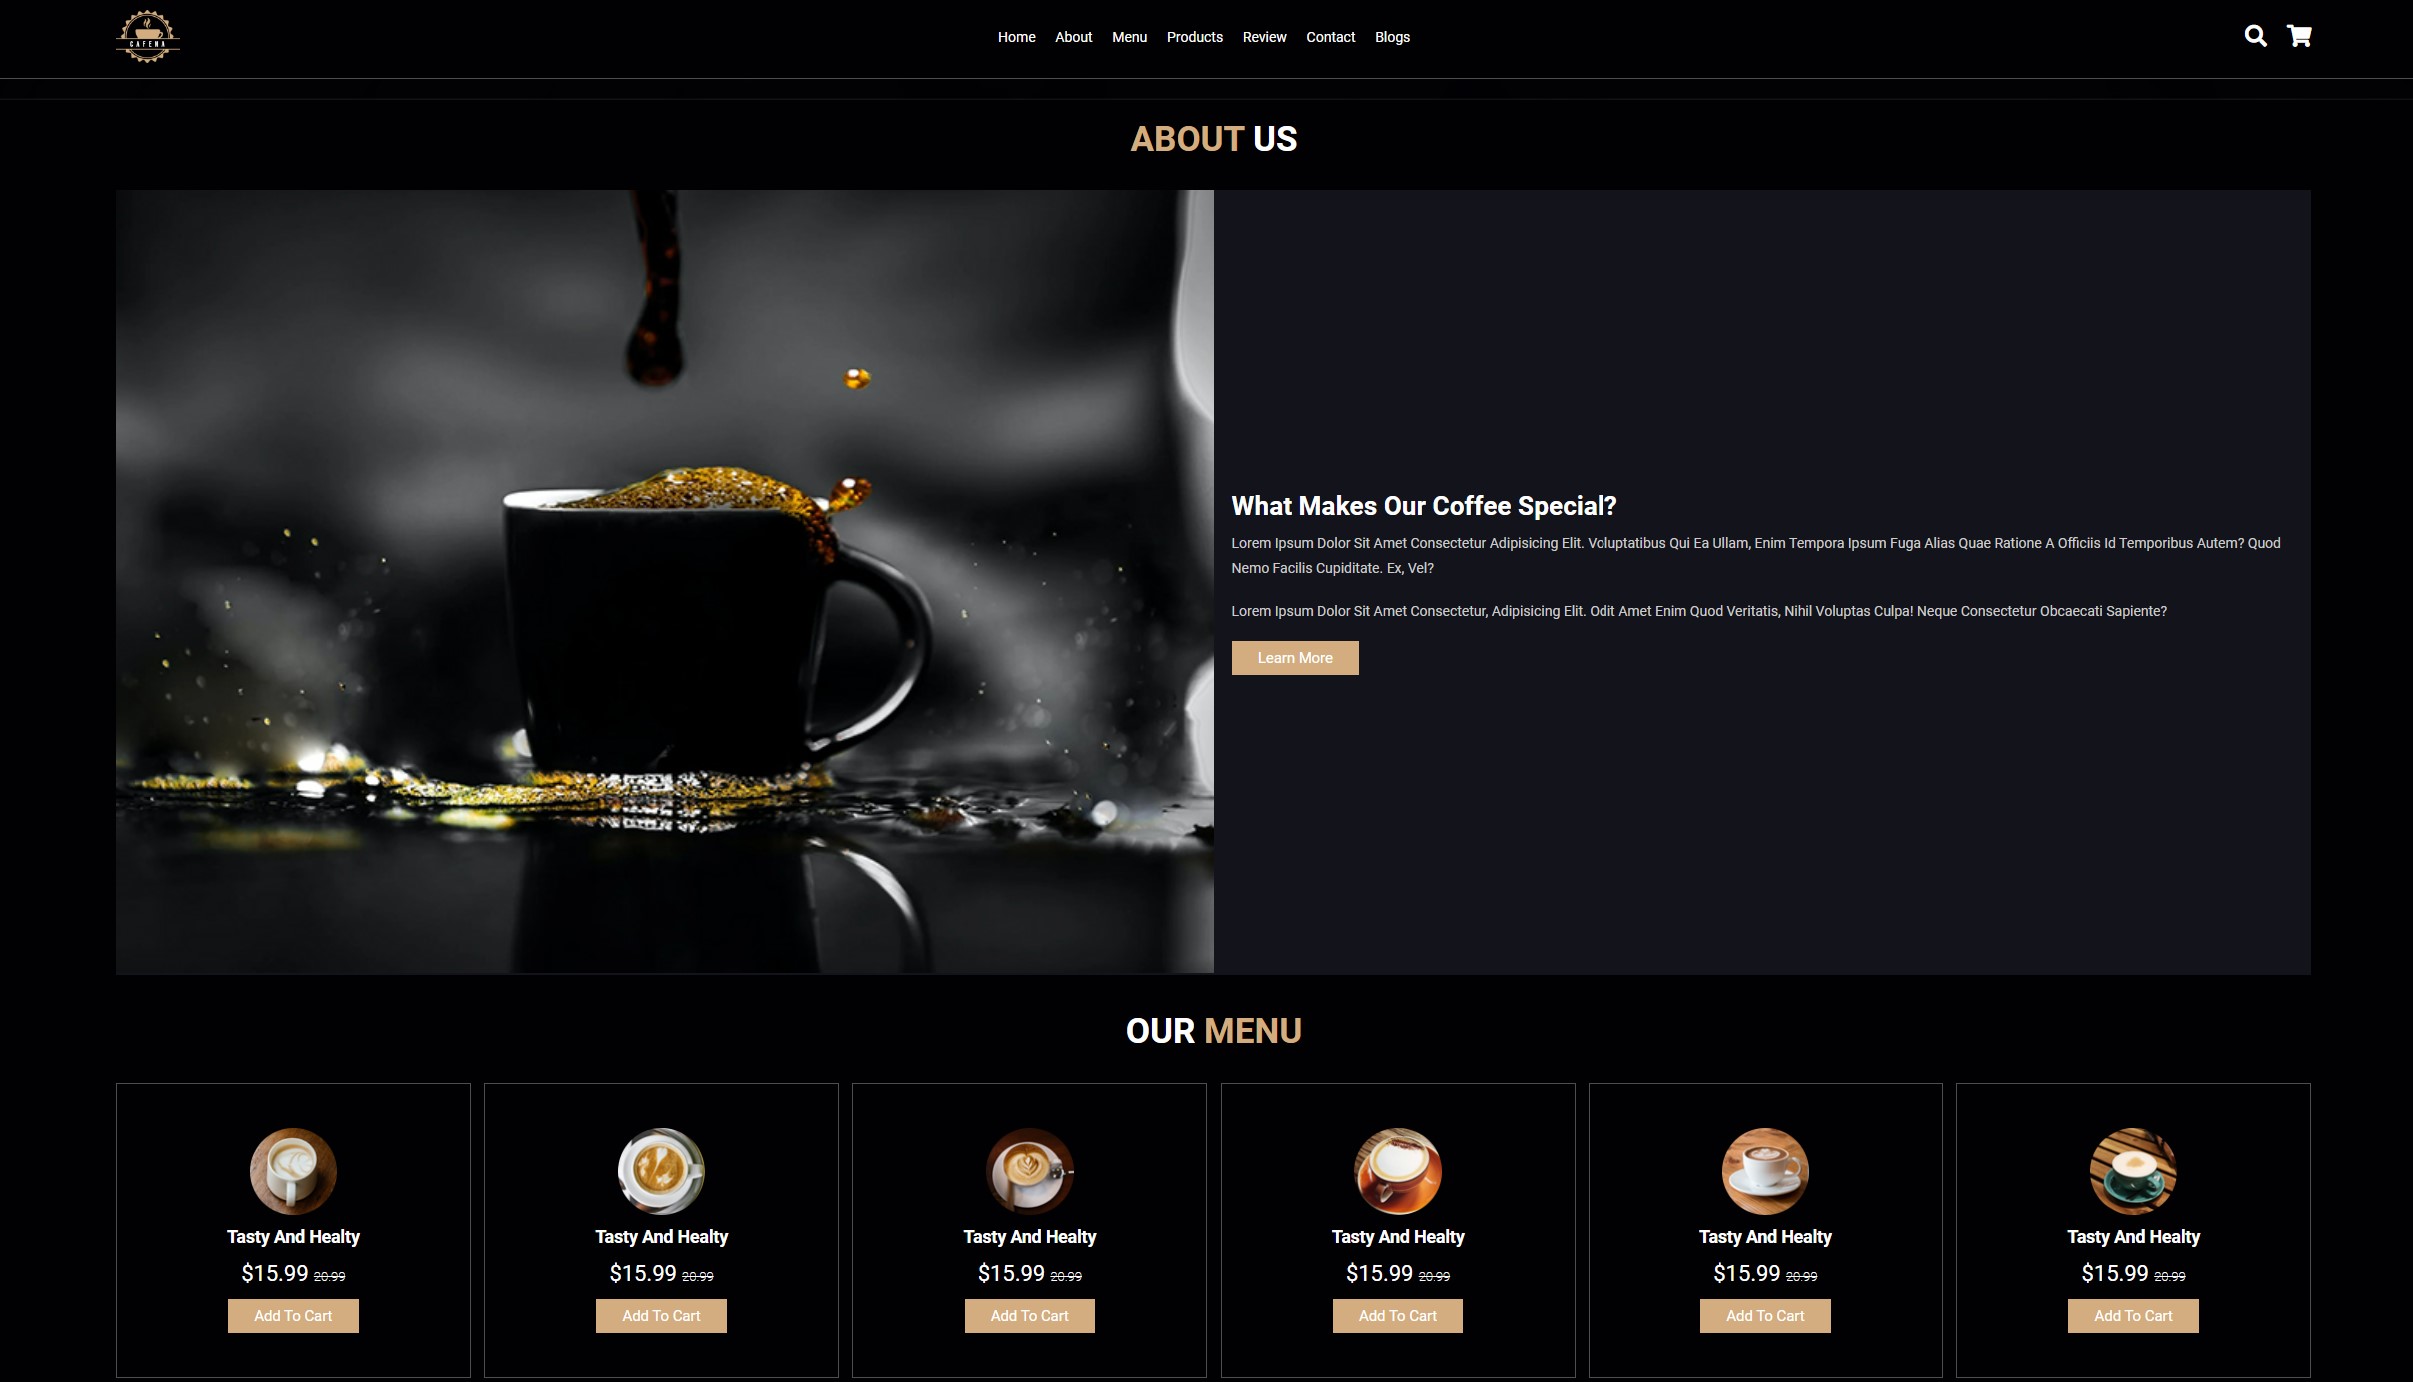 CAFENA
Home About Menu Products Review Contact Blogs
ABOUT US
What Makes Our Coffee Special?
Lorem Ipsum Dolor Sit Amet Consectetur Adipisicing Elit. Voluptatibus Qui Ea Ullam, Enim Tempora Ipsum Fuga Alias Quae Ratione A Officiis Id Temporibus Autem? Quod
Nemo Facilis Cupiditate. Ex, Vel?
Lorem Ipsum Dolor Sit Amet Consectetur, Adipisicing Elit. Odit Amet Enim Quod Veritatis, Nihil Voluptas Culpa! Neque Consectetur Obcaecati Sapiente?
Learn More
OUR MENU
Tasty And Healty Tasty And Healty Tasty And Healty Tasty And Healty Tasty And Healty Tasty And Healty
$15.99 20.99 $15.99 20.99 $15.99 20.99 $15.99 20.99 $15.99 20.99 $15.99 20.99
Add To Cart Add To Cart Add To Cart Add To Cart Add To Cart Add To Cart